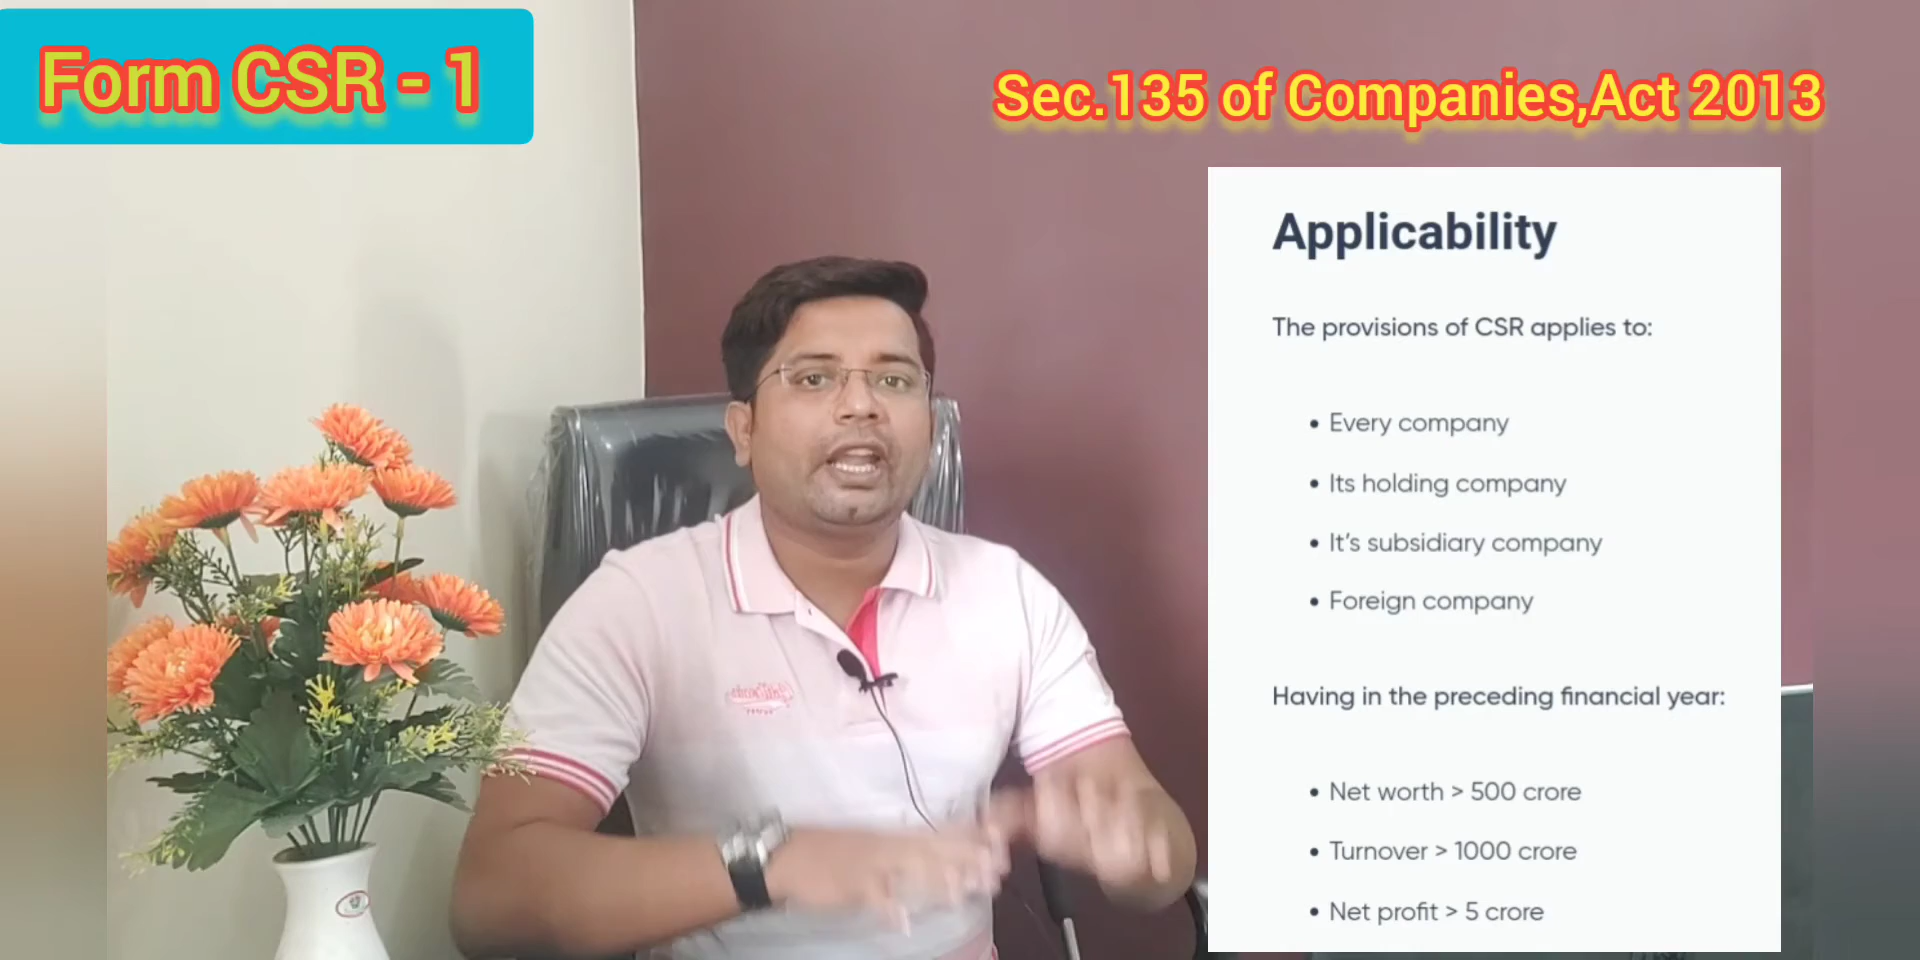 Form CSR - 1
Sec.135 of Companies,Act 2013
Applicability
The provisions of CSR applies to:
• Every company
• Its holding company
• It's subsidiary company
• Foreign company
Having in the preceding financial year:
• Net worth > 500 crore
• Turnover > 1000 crore
• Net profit > 5 crore